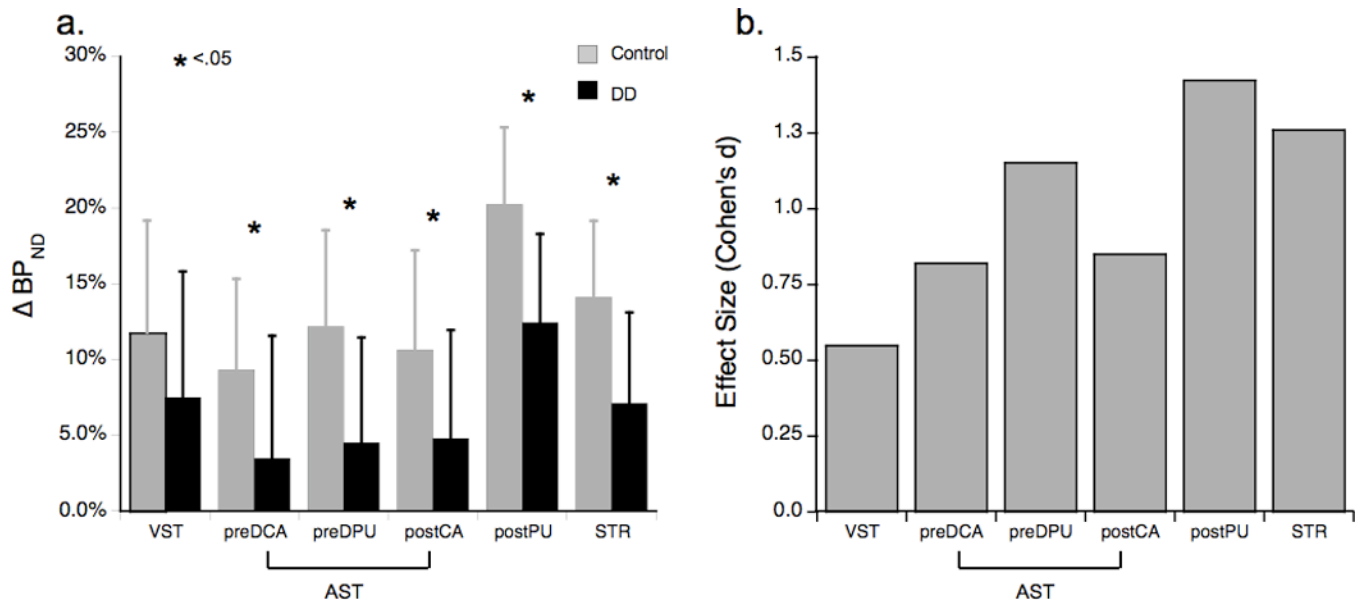 a.
30%
25%
20%
15%
10%
5.0%
0.0%
Δ BPND
* <.05
Control
DD
*
*
*
*
*
VST preDCA preDPU postCA postPU STR
AST
b.
1.5
1.3
1.0
0.75
0.50
0.25
0.0
Effect Size (Cohen's d)
VST preDCA preDPU postCA postPU STR
AST